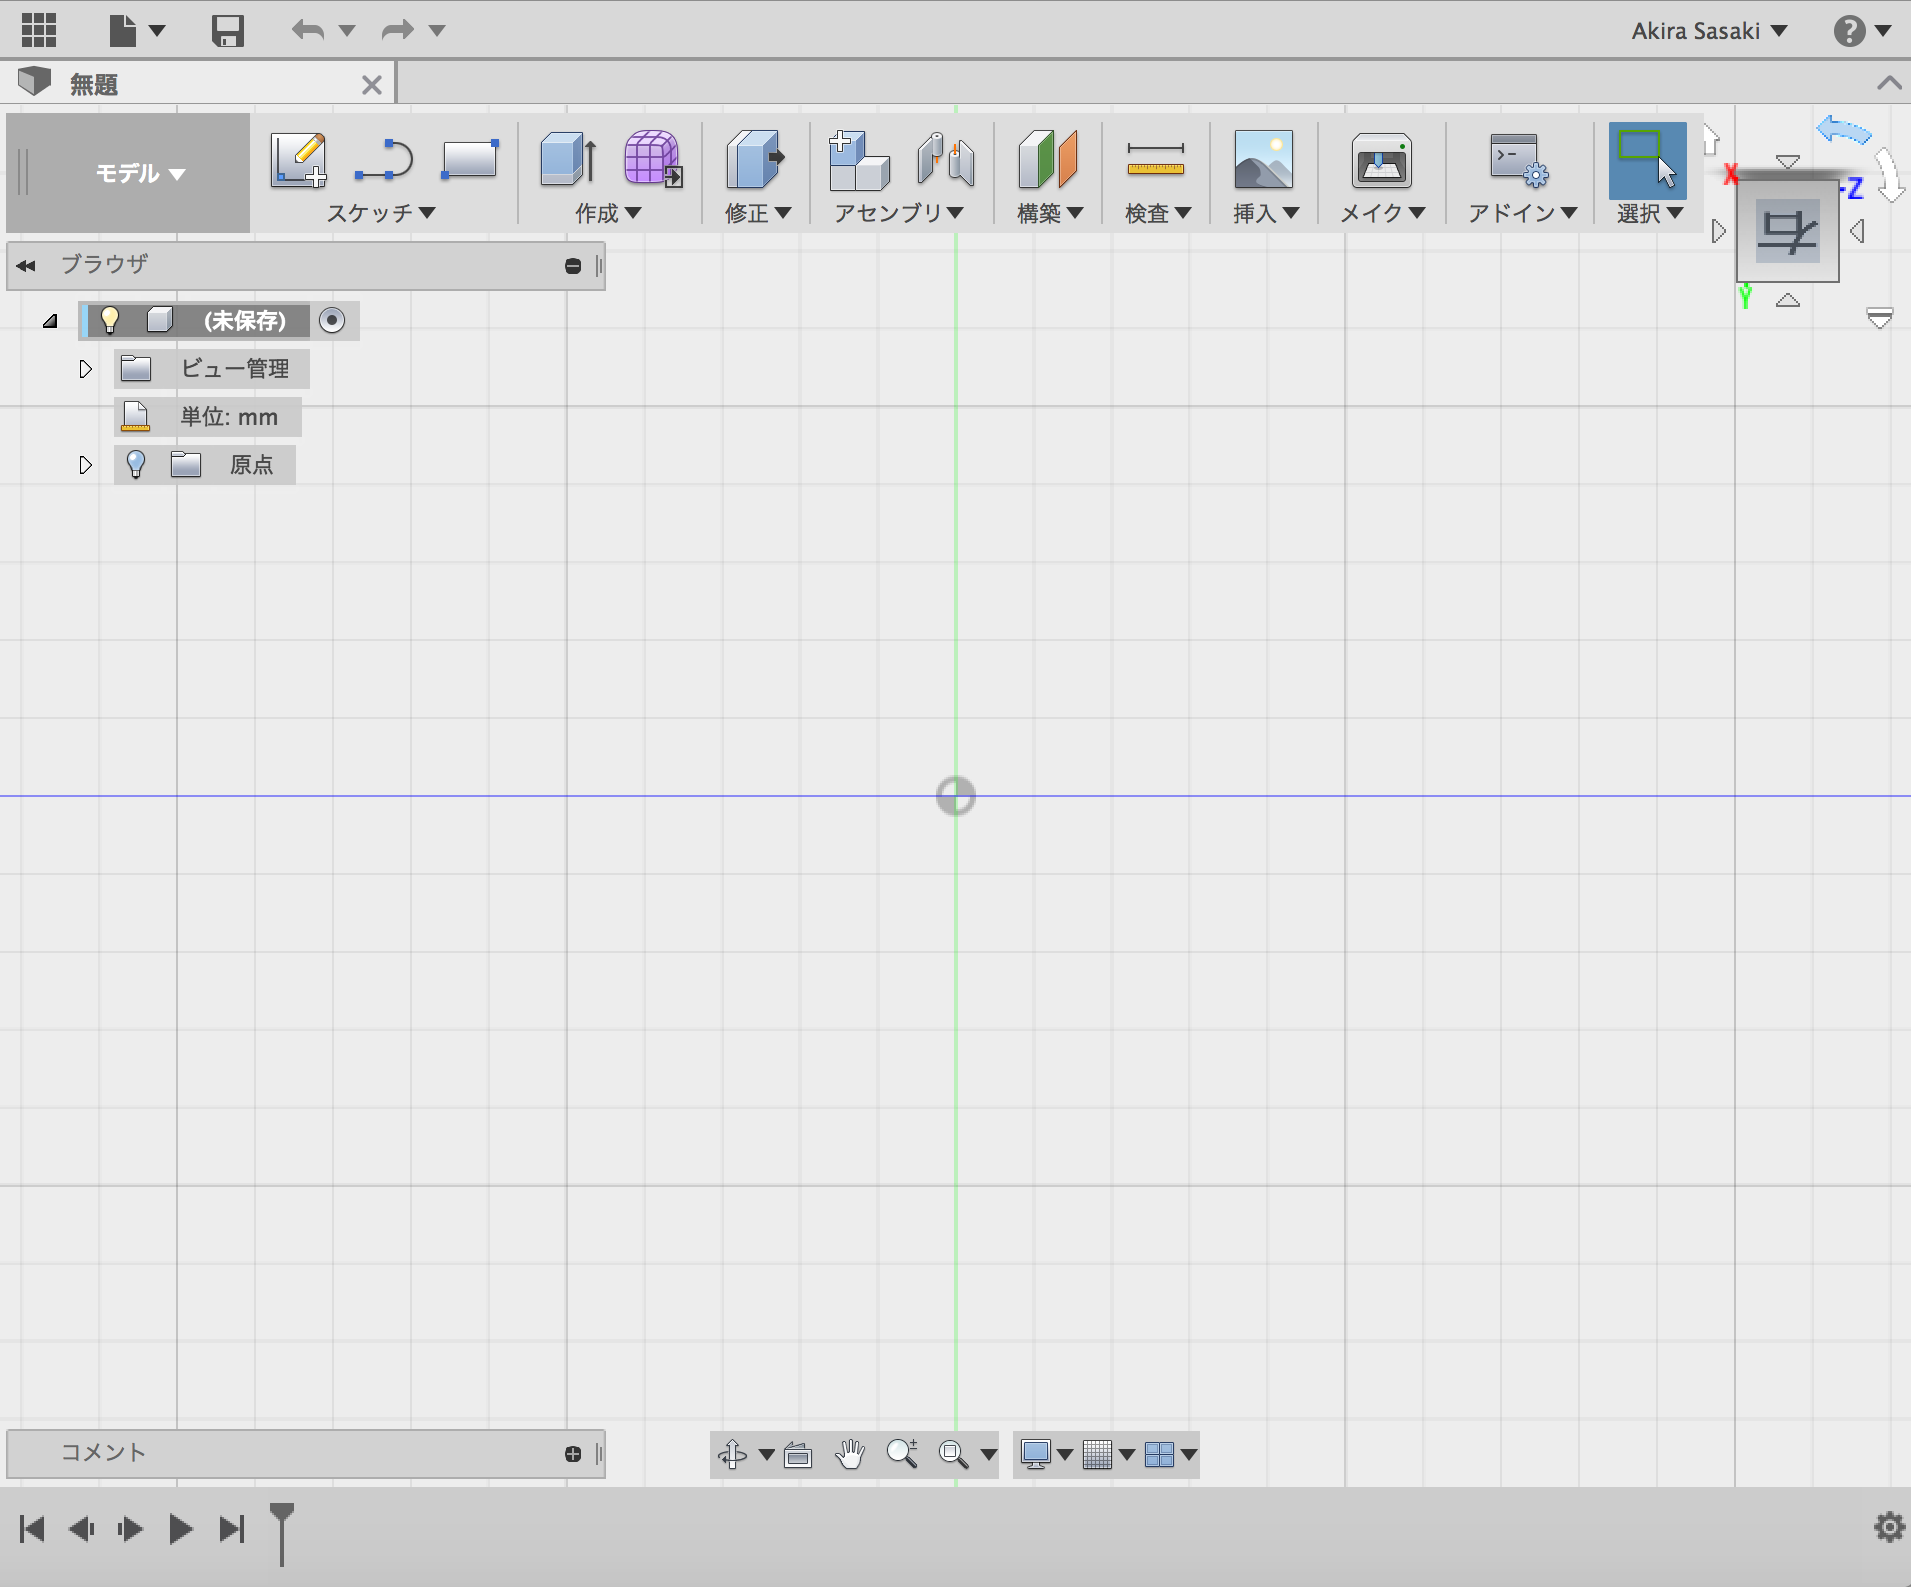 Akira Sasaki
無題
モデル
スケッチ
作成
修正
アセンブリ
構築
検査
挿入
メイク
アドイン
選択
X
-Z
右
Y
ブラウザ
(未保存)
ビュー管理
単位: mm
原点
コメント